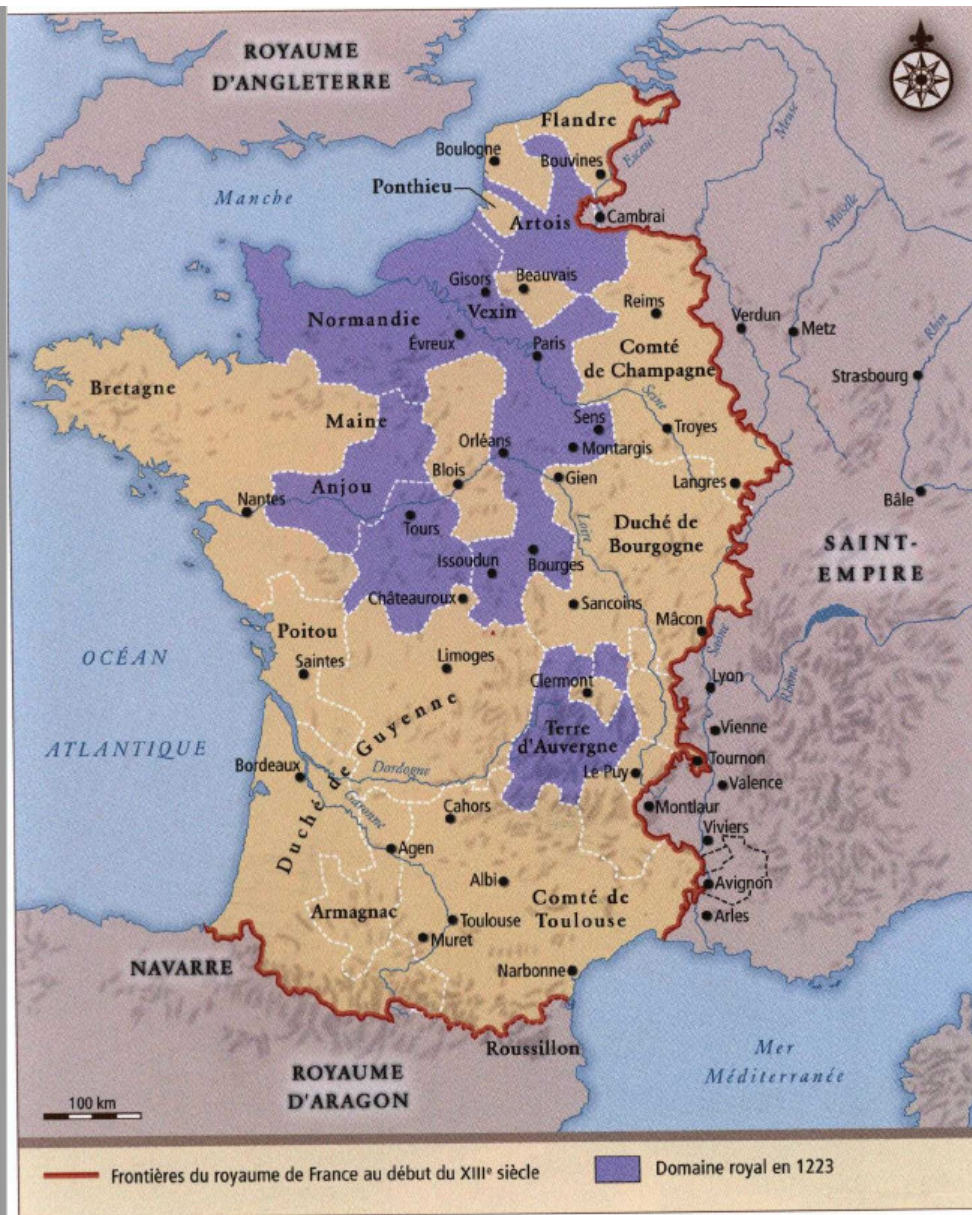 ROYAUME
D'ANGLETERRE
Flandre
Boulogne
Bouvines
Escaut
Meuse
Ponthieu
Manche
Artois
Cambrai
Moselle
Gisors
Beauvais
Vexin
Reims
Normandie
Évreux
Paris
Verdun
Metz
Rhin
Comté
de Champagne
Strasbourg
Bretagne
Maine
Seine
Sens
Troyes
Orléans
Montargis
Blois
Gien
Langres
Anjou
Nantes
Tours
Loire
Bâle
Duché de
Bourgogne
SAINT-
EMPIRE
Issoudun
Bourges
Châteauroux
Sancoins
Poitou
Mâcon
Saône
OCÉAN
ATLANTIQUE
Saintes
Limoges
Clermont
Lyon
Rhône
Terre
d'Auvergne
Vienne
Duché de Guyenne
Dordogne
Bordeaux
Garonne
Le Puy
Tournon
Valence
Cahors
Montlaur
Viviers
Agen
Albi
Avignon
Armagnac
Comté de
Toulouse
Arles
Toulouse
Muret
NAVARRE
Narbonne
Roussillon
Mer
Méditerranée
ROYAUME
D'ARAGON
100 km
Frontières du royaume de France au début du XIIIe siècle
Domaine royal en 1223